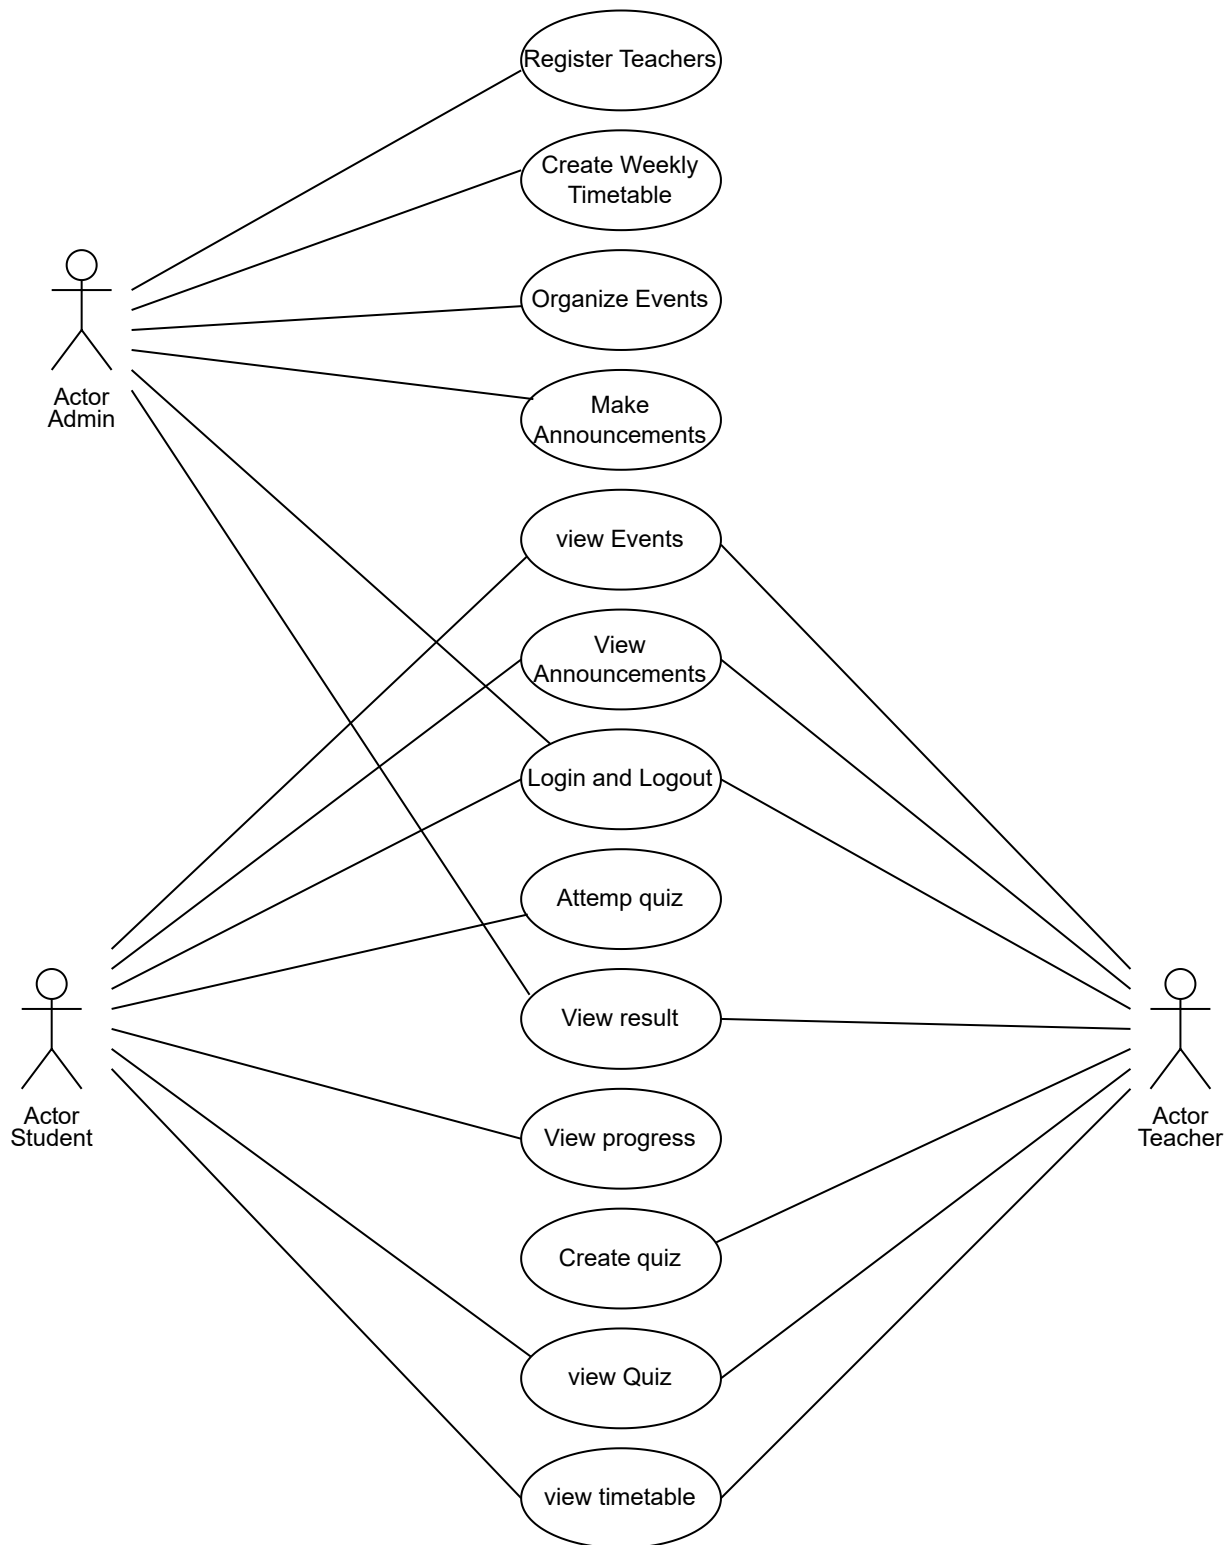 Register Teachers
Create Weekly
Timetable
Organize Events
Actor
Admin
Make
Announcements
view Events
View
Announcements
Login and Logout
Attemp quiz
View result
Actor
Student
Actor
Teacher
View progress
Create quiz
view Quiz
view timetable